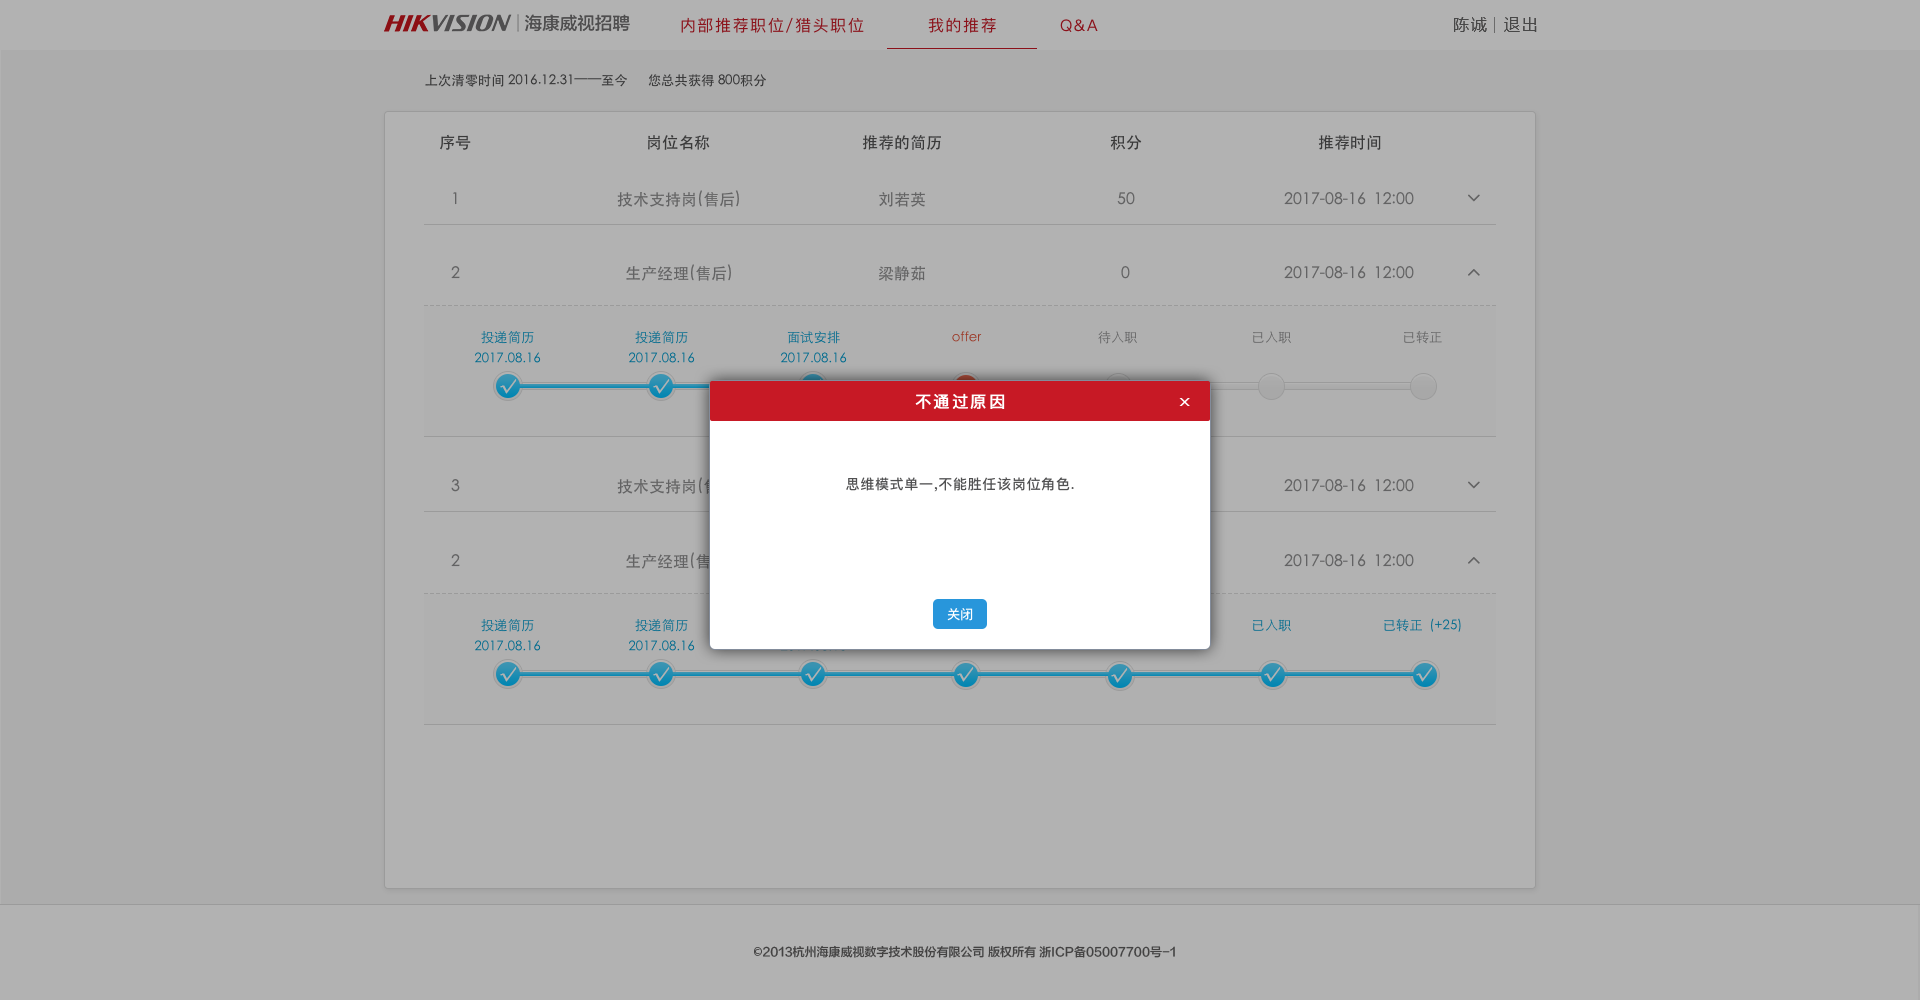 HIKVISION 海康威视招聘 内部推荐职位/猎头职位 我的推荐 Q&A 陈诚 退出
上次清零时间 2016.12.31——至今 您总共获得 800积分
序号 岗位名称 推荐的简历 积分 推荐时间
1 技术支持岗(售后) 刘若英 50 2017-08-16 12:00
2 生产经理(售后) 梁静茹 0 2017-08-16 12:00
投递简历 投递简历 面试安排 offer 待入职 已入职 已转正
2017.08.16 2017.08.16 2017.08.16
不通过原因 ×
思维模式单一,不能胜任该岗位角色.
3 技术支持岗( 2017-08-16 12:00
2 生产经理( 2017-08-16 12:00
关闭
投递简历 投递简历 已入职 已转正 (+25)
2017.08.16 2017.08.16
©2013杭州海康威视数字技术股份有限公司 版权所有 浙ICP备05007700号-1